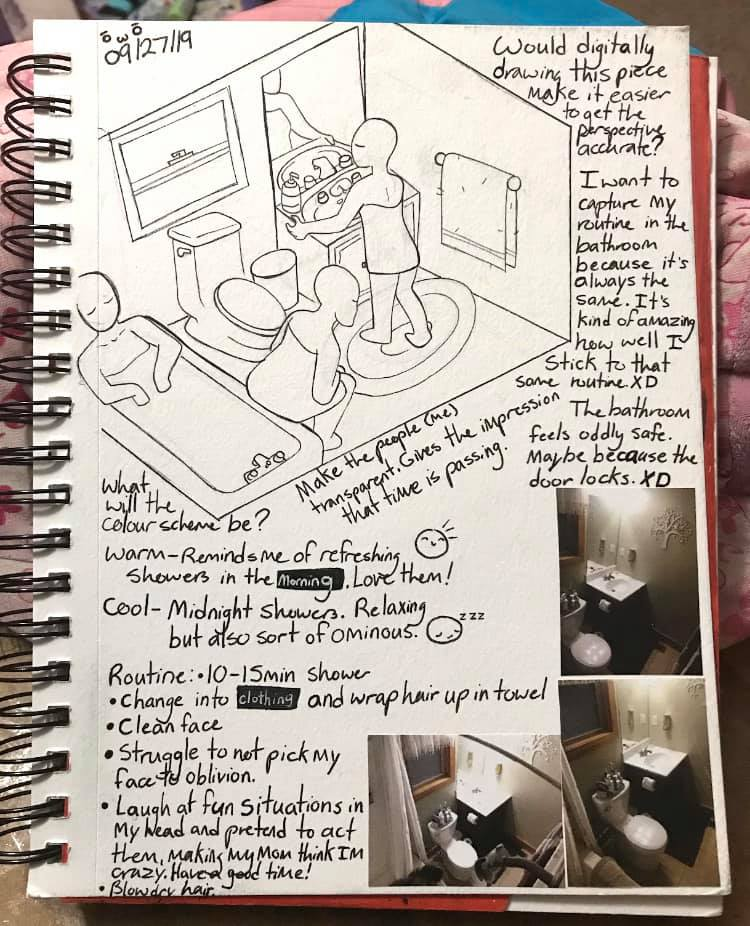 õwõ
09/27/19
Would digitally
drawing this piece
make it easier
to get the
perspective
accurate?
I want to
capture my
routine in the
bathroom
because it's
always the
same. It's
kind of amazing
how well I
stick to that
same routine XD
The bathroom
feels oddly safe.
Maybe because the
door locks. XD
Make the people (me)
transparent. Gives the impression
that time is passing.
What
will the
colour scheme be?
Warm-Reminds me of refreshing
showers in the Morning. Love them!
Cool- Midnight showers. Relaxing
but also sort of ominous. zzz
Routine: •10-15min shower
• Change into clothing and wrap hair up in towel
• Clean face
• Struggle to not pick my
face to oblivion.
• Laugh at fun situations in
my head and pretend to act
them, making my Mom think I'm
crazy. Have a good time!
• Blowdry hair.